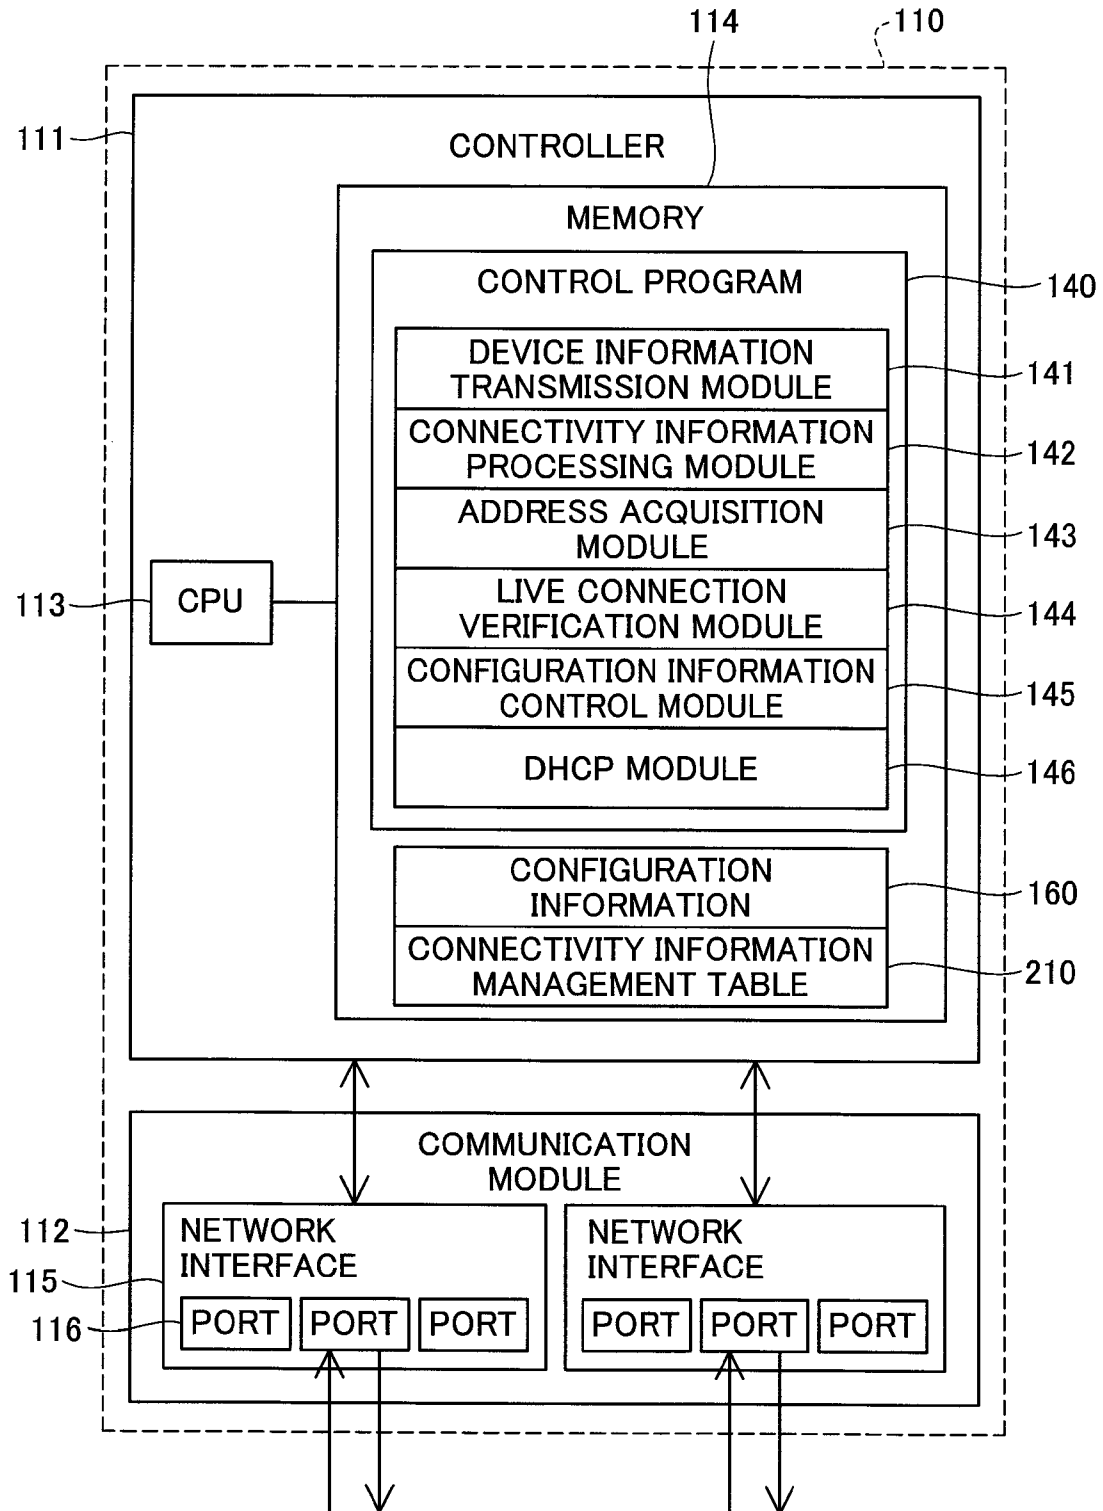 114
110
111
CONTROLLER
MEMORY
CONTROL PROGRAM
140
DEVICE INFORMATION
TRANSMISSION MODULE
141
CONNECTIVITY INFORMATION
PROCESSING MODULE
142
ADDRESS ACQUISITION
MODULE
143
113
CPU
LIVE CONNECTION
VERIFICATION MODULE
144
CONFIGURATION INFORMATION
CONTROL MODULE
145
DHCP MODULE
146
CONFIGURATION
INFORMATION
160
CONNECTIVITY INFORMATION
MANAGEMENT TABLE
210
COMMUNICATION
MODULE
112
NETWORK
INTERFACE
NETWORK
INTERFACE
115
116
PORT PORT PORT
PORT PORT PORT